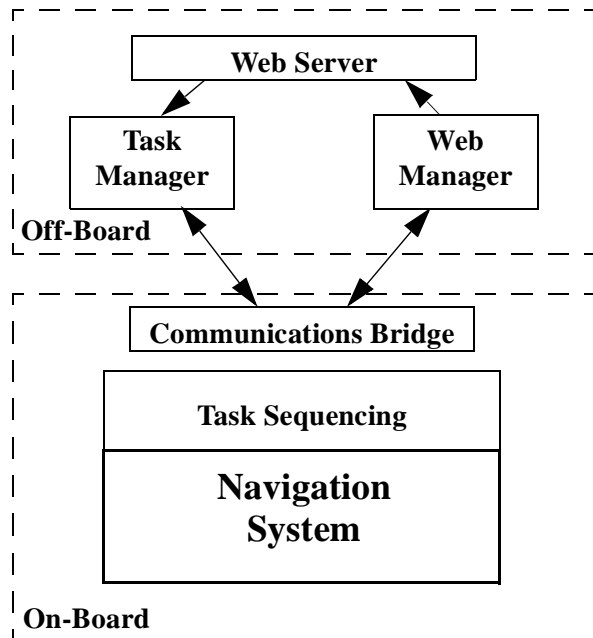 Web Server
Task
Manager
Web
Manager
Off-Board
Communications Bridge
Task Sequencing
Navigation
System
On-Board